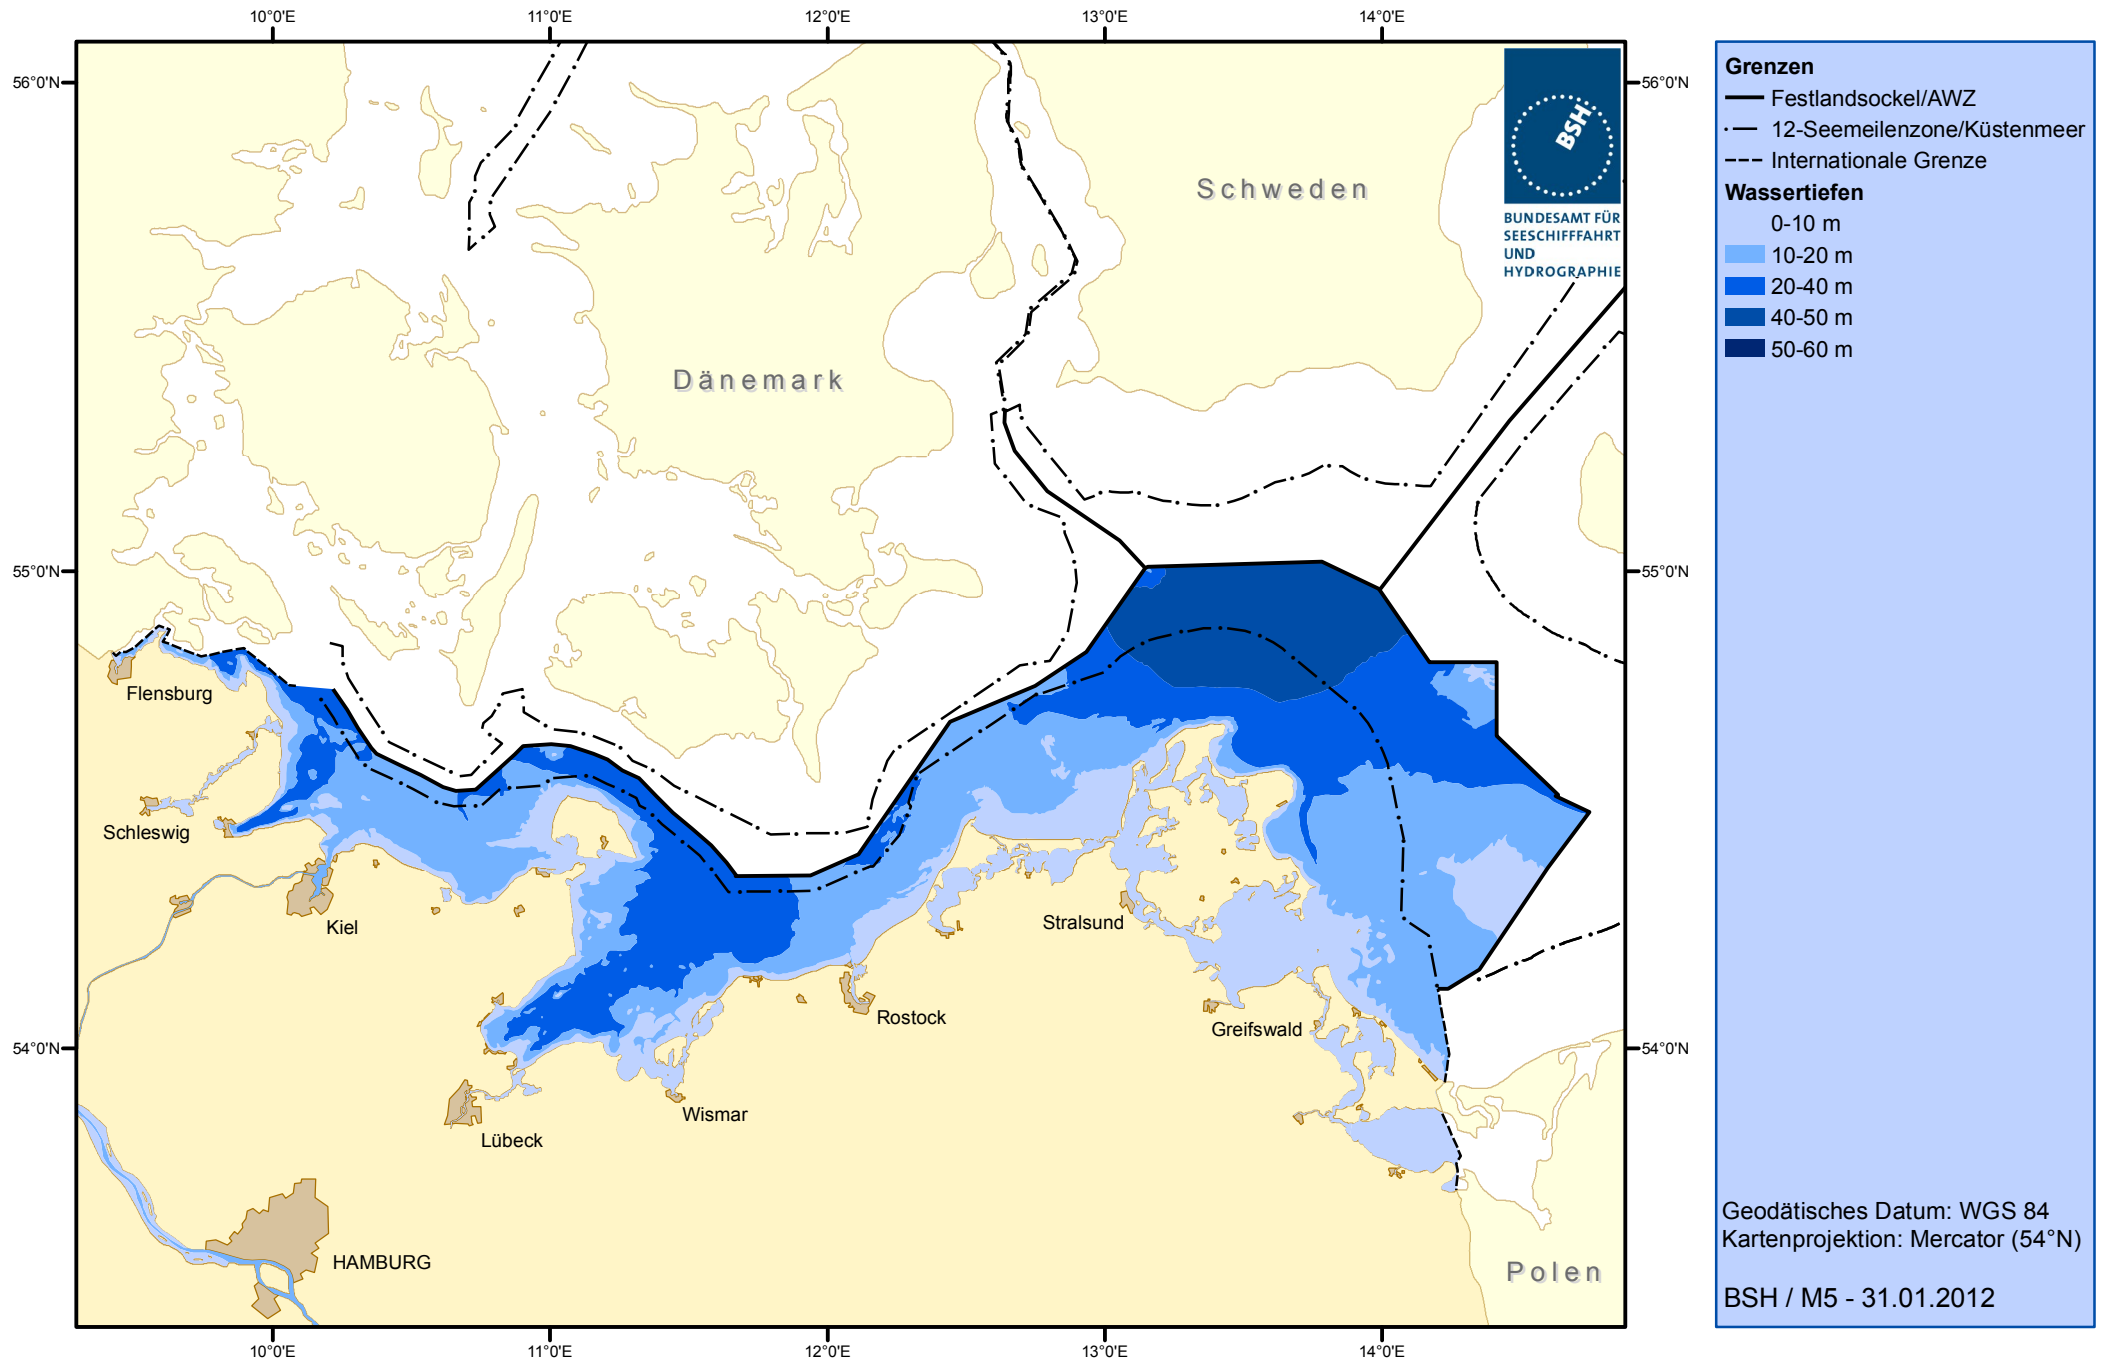 10°0'E 11°0'E 12°0'E 13°0'E 14°0'E
56°0'N 56°0'N
BSH
BUNDESAMT FÜR
SEESCHIFFFAHRT
UND
HYDROGRAPHIE
Schweden
Dänemark
55°0'N 55°0'N
Flensburg
Schleswig
Kiel
Stralsund
Rostock
Greifswald
54°0'N 54°0'N
Wismar
Lübeck
HAMBURG
Polen
10°0'E 11°0'E 12°0'E 13°0'E 14°0'E
Grenzen
Festlandsockel/AWZ
12-Seemeilenzone/Küstenmeer
Internationale Grenze
Wassertiefen
0-10 m
10-20 m
20-40 m
40-50 m
50-60 m
Geodätisches Datum: WGS 84
Kartenprojektion: Mercator (54°N)
BSH / M5 - 31.01.2012